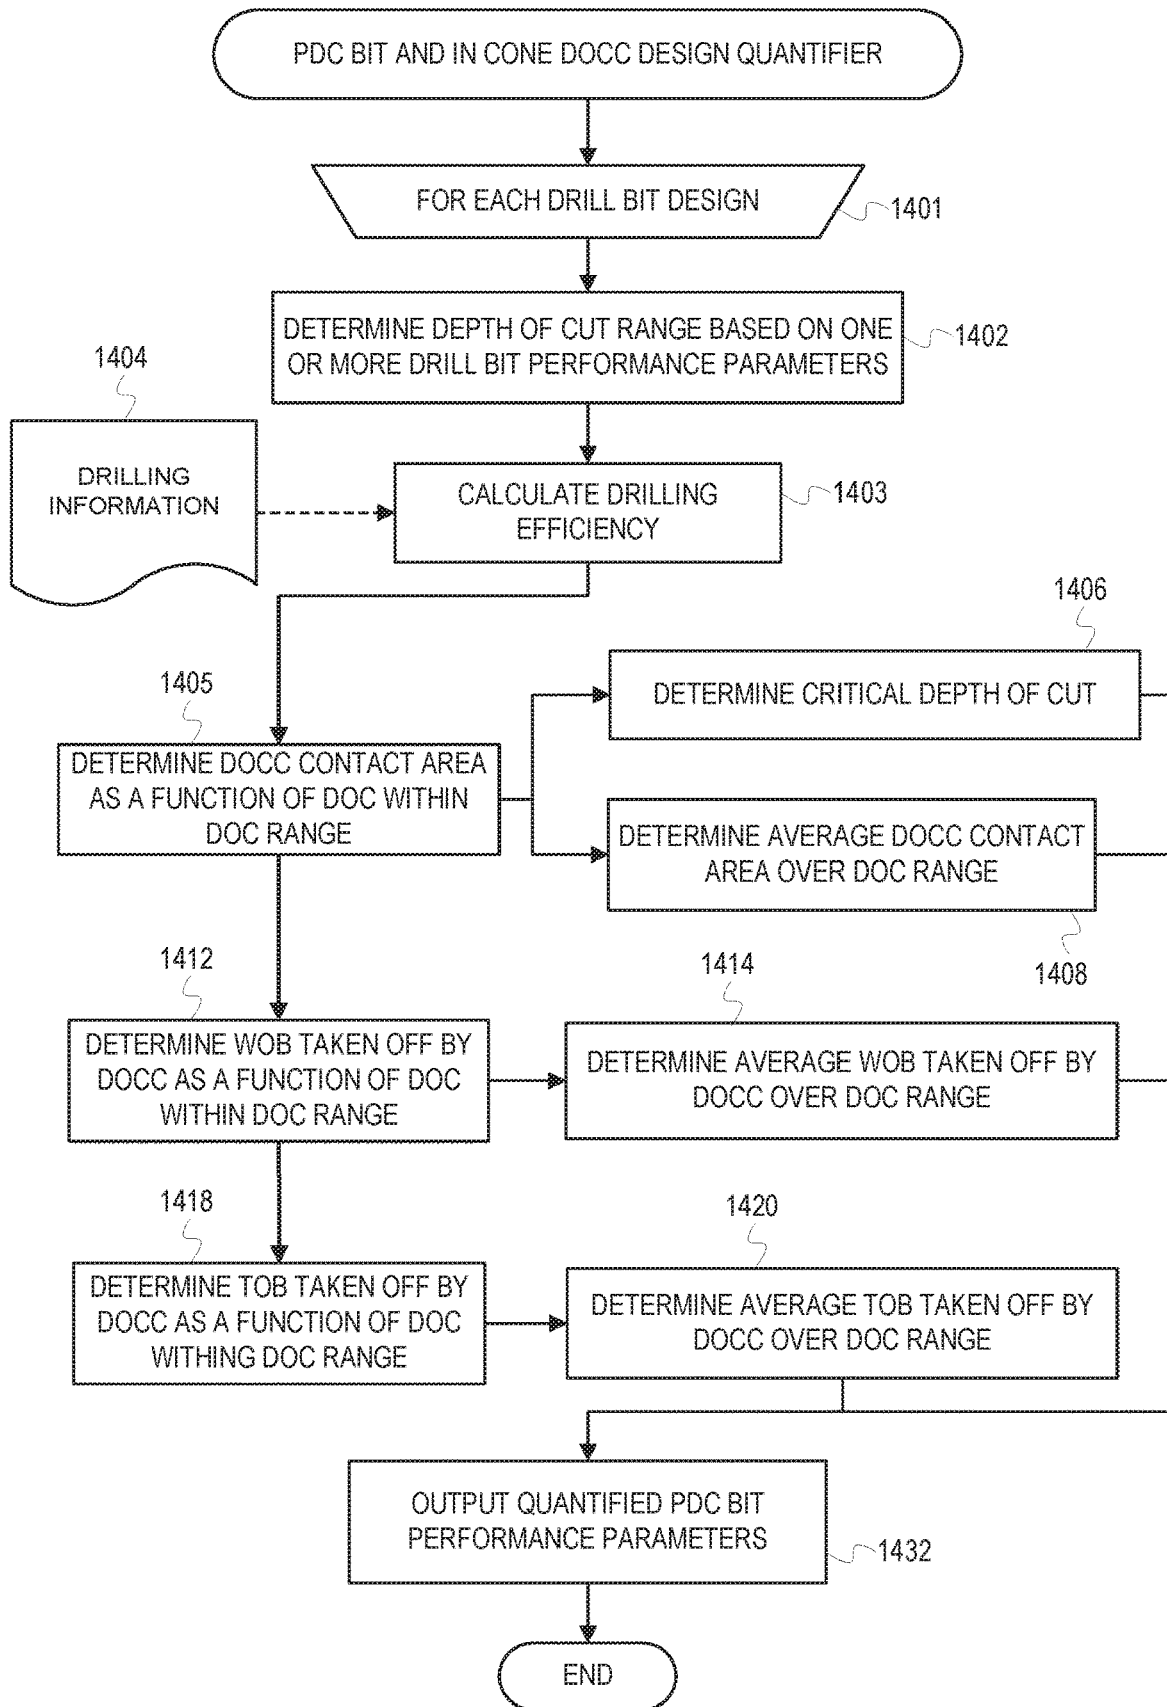 PDC BIT AND IN CONE DOCC DESIGN QUANTIFIER
FOR EACH DRILL BIT DESIGN
1401
DETERMINE DEPTH OF CUT RANGE BASED ON ONE
OR MORE DRILL BIT PERFORMANCE PARAMETERS
1402
1404
DRILLING
INFORMATION
CALCULATE DRILLING
EFFICIENCY
1403
1406
DETERMINE CRITICAL DEPTH OF CUT
1405
DETERMINE DOCC CONTACT AREA
AS A FUNCTION OF DOC WITHIN
DOC RANGE
DETERMINE AVERAGE DOCC CONTACT
AREA OVER DOC RANGE
1408
1412
DETERMINE WOB TAKEN OFF BY
DOCC AS A FUNCTION OF DOC
WITHIN DOC RANGE
1414
DETERMINE AVERAGE WOB TAKEN OFF BY
DOCC OVER DOC RANGE
1418
DETERMINE TOB TAKEN OFF BY
DOCC AS A FUNCTION OF DOC
WITHING DOC RANGE
1420
DETERMINE AVERAGE TOB TAKEN OFF BY
DOCC OVER DOC RANGE
OUTPUT QUANTIFIED PDC BIT
PERFORMANCE PARAMETERS
1432
END